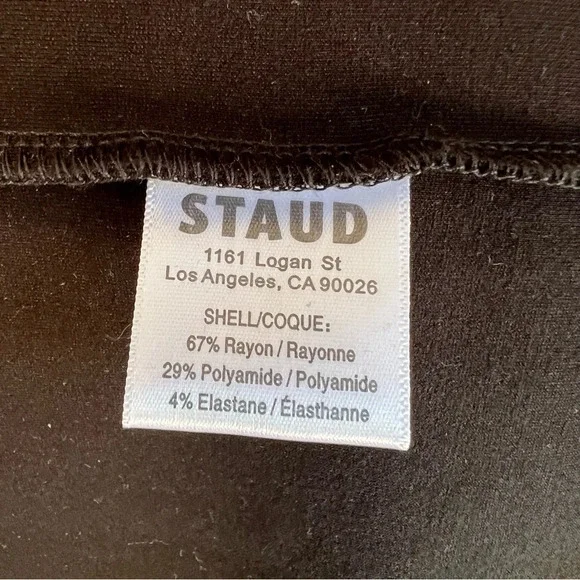 STAUD
1161 Logan St
Los Angeles, CA 90026
SHELL/COQUE:
67% Rayon / Rayonne
29% Polyamide / Polyamide
4% Elastane / Élasthanne